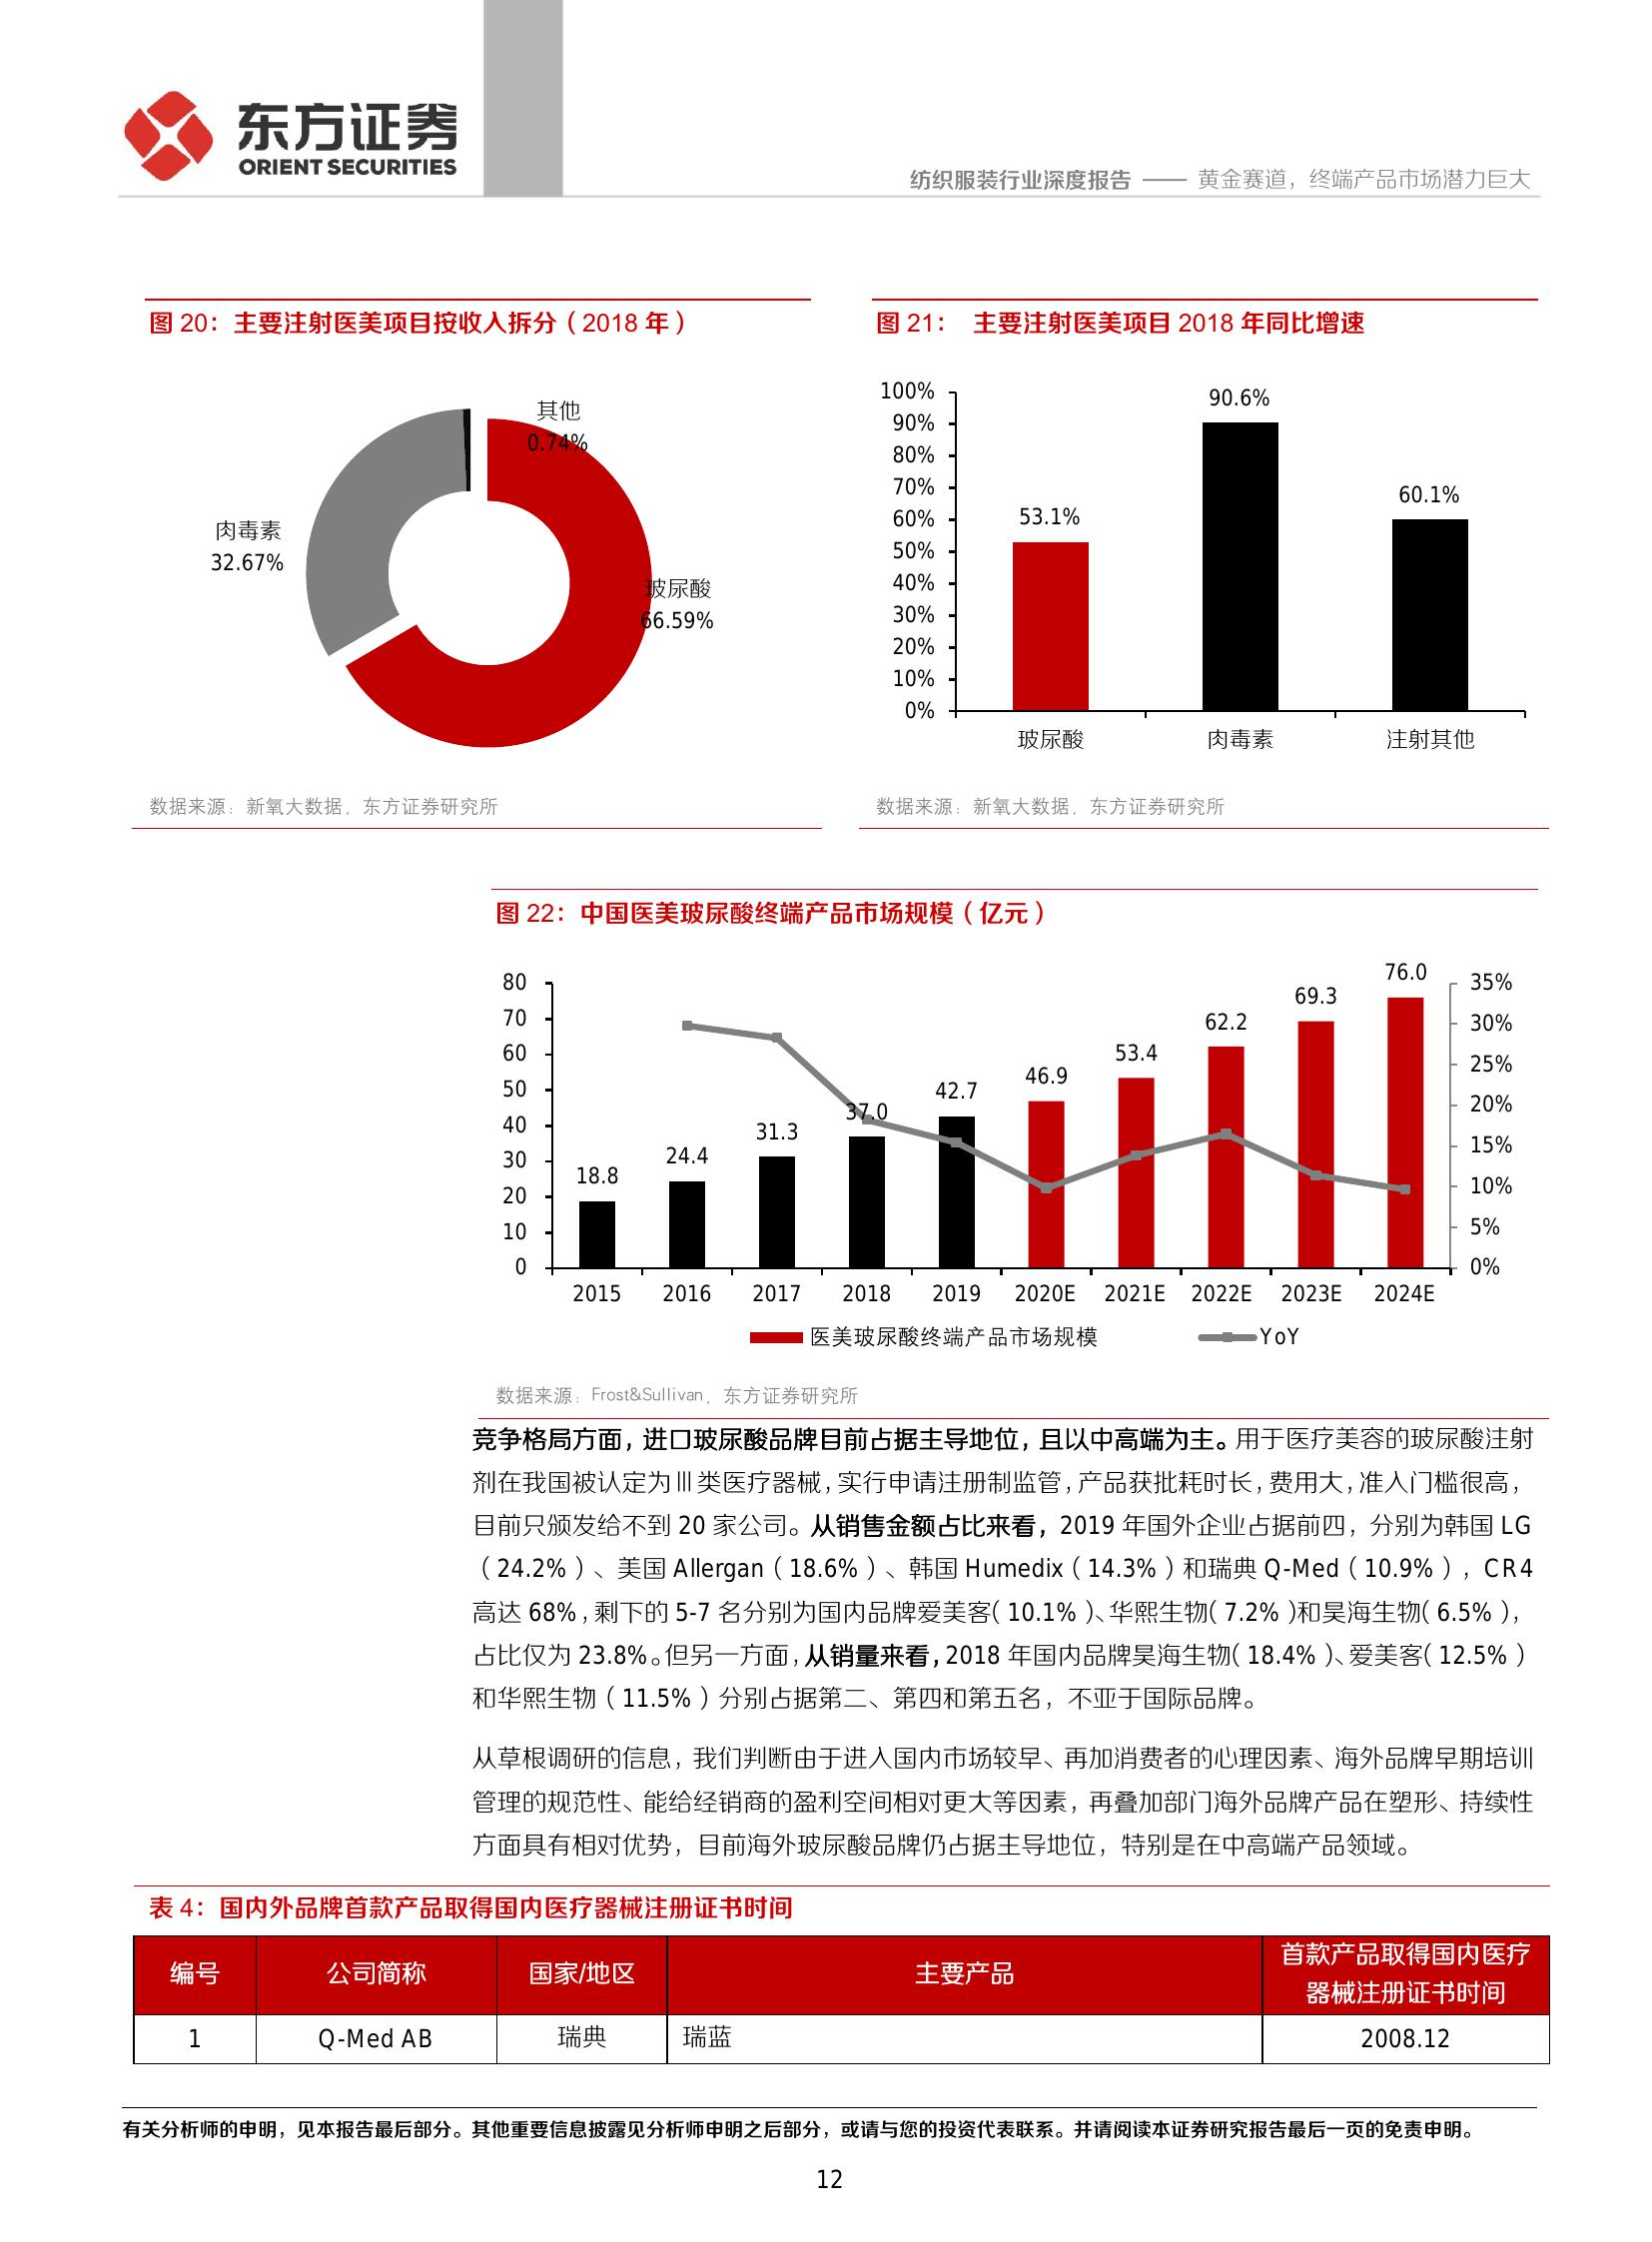 东方证券
ORIENT SECURITIES
纺织服装行业深度报告 —— 黄金赛道，终端产品市场潜力巨大
图 20：主要注射医美项目按收入拆分（2018 年）
其他
0.74%
肉毒素
32.67%
玻尿酸
66.59%
数据来源：新氧大数据，东方证券研究所
图 21： 主要注射医美项目 2018 年同比增速
100%
90%
80%
70%
60%
50%
40%
30%
20%
10%
0%
53.1%
90.6%
60.1%
玻尿酸
肉毒素
注射其他
数据来源：新氧大数据，东方证券研究所
图 22：中国医美玻尿酸终端产品市场规模（亿元）
80
70
60
50
40
30
20
10
0
18.8
24.4
31.3
37.0
42.7
46.9
53.4
62.2
69.3
76.0
35%
30%
25%
20%
15%
10%
5%
0%
2015 2016 2017 2018 2019 2020E 2021E 2022E 2023E 2024E
医美玻尿酸终端产品市场规模 YoY
数据来源：Frost&Sullivan，东方证券研究所
竞争格局方面，进口玻尿酸品牌目前占据主导地位，且以中高端为主。用于医疗美容的玻尿酸注射
剂在我国被认定为Ⅲ类医疗器械，实行申请注册制监管，产品获批耗时长，费用大，准入门槛很高，
目前只颁发给不到 20 家公司。从销售金额占比来看，2019 年国外企业占据前四，分别为韩国 LG
（24.2%）、美国 Allergan（18.6%）、韩国 Humedix（14.3%）和瑞典 Q-Med（10.9%），CR4
高达 68%，剩下的 5-7 名分别为国内品牌爱美客（10.1%）、华熙生物（7.2%）和昊海生物（6.5%），
占比仅为 23.8%。但另一方面，从销量来看，2018 年国内品牌昊海生物（18.4%）、爱美客（12.5%）
和华熙生物（11.5%）分别占据第二、第四和第五名，不亚于国际品牌。
从草根调研的信息，我们判断由于进入国内市场较早、再加消费者的心理因素、海外品牌早期培训
管理的规范性、能给经销商的盈利空间相对更大等因素，再叠加部门海外品牌产品在塑形、持续性
方面具有相对优势，目前海外玻尿酸品牌仍占据主导地位，特别是在中高端产品领域。
表 4：国内外品牌首款产品取得国内医疗器械注册证书时间
编号 公司简称 国家/地区 主要产品 首款产品取得国内医疗
器械注册证书时间
1 Q-Med AB 瑞典 瑞蓝 2008.12
有关分析师的申明，见本报告最后部分。其他重要信息披露见分析师申明之后部分，或请与您的投资代表联系。并请阅读本证券研究报告最后一页的免责申明。
12